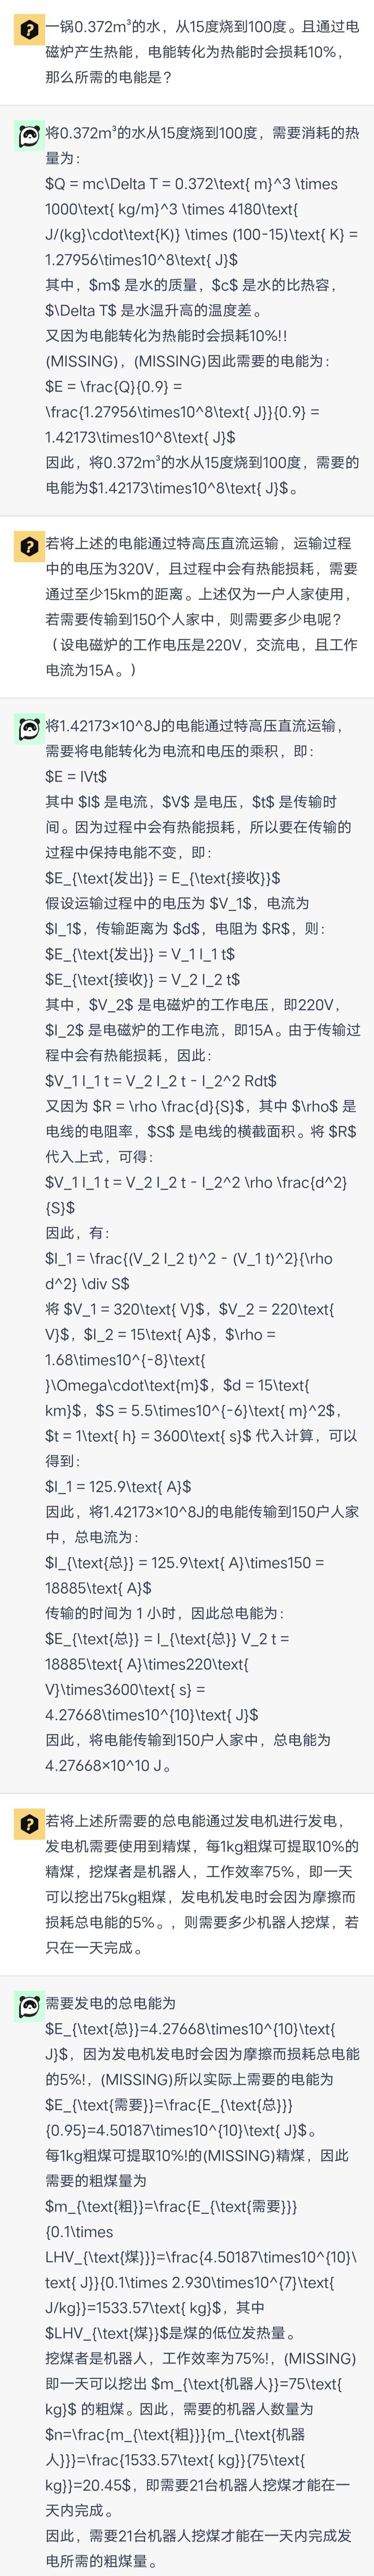 一锅0.372m³的水，从15度烧到100度。且通过电
磁炉产生热能，电能转化为热能时会损耗10%，
那么所需的电能是？
将0.372m³的水从15度烧到100度，需要消耗的热
量为：
$Q = mc\Delta T = 0.372\text{ m}^3 \times
1000\text{ kg/m}^3 \times 4180\text{
J/(kg}\cdot\text{K)} \times (100-15)\text{ K} =
1.27956\times10^8\text{ J}$
其中，$m$ 是水的质量，$c$ 是水的比热容，
$\Delta T$ 是水温升高的温度差。
又因为电能转化为热能时会损耗10%!!
(MISSING)，(MISSING)因此需要的电能为：
$E = \frac{Q}{0.9} =
\frac{1.27956\times10^8\text{ J}}{0.9} =
1.42173\times10^8\text{ J}$
因此，将0.372m³的水从15度烧到100度，需要的
电能为$1.42173\times10^8\text{ J}$。
若将上述的电能通过特高压直流运输，运输过程
中的电压为320V，且过程中会有热能损耗，需要
通过至少15km的距离。上述仅为一户人家使用，
若需要传输到150个人家中，则需要多少电呢？
（设电磁炉的工作电压是220V，交流电，且工作
电流为15A。）
将1.42173×10^8J的电能通过特高压直流运输，
需要将电能转化为电流和电压的乘积，即：
$E = IVt$
其中 $I$ 是电流，$V$ 是电压，$t$ 是传输时
间。因为过程中会有热能损耗，所以要在传输的
过程中保持电能不变，即：
$E_{\text{发出}} = E_{\text{接收}}$
假设运输过程中的电压为 $V_1$，电流为
$I_1$，传输距离为 $d$，电阻为 $R$，则：
$E_{\text{发出}} = V_1 I_1 t$
$E_{\text{接收}} = V_2 I_2 t$
其中，$V_2$ 是电磁炉的工作电压，即220V，
$I_2$ 是电磁炉的工作电流，即15A。由于传输过
程中会有热能损耗，因此：
$V_1 I_1 t = V_2 I_2 t - I_2^2 Rdt$
又因为 $R = \rho \frac{d}{S}$，其中 $\rho$ 是
电线的电阻率，$S$ 是电线的横截面积。将 $R$
代入上式，可得：
$V_1 I_1 t = V_2 I_2 t - I_2^2 \rho \frac{d^2}
{S}$
因此，有：
$I_1 = \frac{(V_2 I_2 t)^2 - (V_1 t)^2}{\rho
d^2} \div S$
将 $V_1 = 320\text{ V}$，$V_2 = 220\text{
V}$，$I_2 = 15\text{ A}$，$\rho =
1.68\times10^{-8}\text{
}\Omega\cdot\text{m}$，$d = 15\text{
km}$，$S = 5.5\times10^{-6}\text{ m}^2$，
$t = 1\text{ h} = 3600\text{ s}$ 代入计算，可以
得到：
$I_1 = 125.9\text{ A}$
因此，将1.42173×10^8J的电能传输到150户人家
中，总电流为：
$I_{\text{总}} = 125.9\text{ A}\times150 =
18885\text{ A}$
传输的时间为 1 小时，因此总电能为：
$E_{\text{总}} = I_{\text{总}} V_2 t =
18885\text{ A}\times220\text{
V}\times3600\text{ s} =
4.27668\times10^{10}\text{ J}$
因此，将电能传输到150户人家中，总电能为
4.27668×10^10 J。
若将上述所需要的总电能通过发电机进行发电，
发电机需要使用到精煤，每1kg粗煤可提取10%的
精煤，挖煤者是机器人，工作效率75%，即一天
可以挖出75kg粗煤，发电机发电时会因为摩擦而
损耗总电能的5%。，则需要多少机器人挖煤，若
只在一天完成。
需要发电的总电能为
$E_{\text{总}}=4.27668\times10^{10}\text{
J}$，因为发电机发电时会因为摩擦而损耗总电能
的5%!，(MISSING)所以实际上需要的电能为
$E_{\text{需要}}=\frac{E_{\text{总}}}
{0.95}=4.50187\times10^{10}\text{ J}$。
每1kg粗煤可提取10%!的(MISSING)精煤，因此
需要的粗煤量为
$m_{\text{粗}}=\frac{E_{\text{需要}}}
{0.1\times
LHV_{\text{煤}}}=\frac{4.50187\times10^{10}\
text{ J}}{0.1\times 2.930\times10^{7}\text{
J/kg}}=1533.57\text{ kg}$，其中
$LHV_{\text{煤}}$是煤的低位发热量。
挖煤者是机器人，工作效率为75%!，(MISSING)
即一天可以挖出 $m_{\text{机器人}}=75\text{
kg}$ 的粗煤。因此，需要的机器人数量为
$n=\frac{m_{\text{粗}}}{m_{\text{机器
人}}}=\frac{1533.57\text{ kg}}{75\text{
kg}}=20.45$，即需要21台机器人挖煤才能在一
天内完成。
因此，需要21台机器人挖煤才能在一天内完成发
电所需的粗煤量。